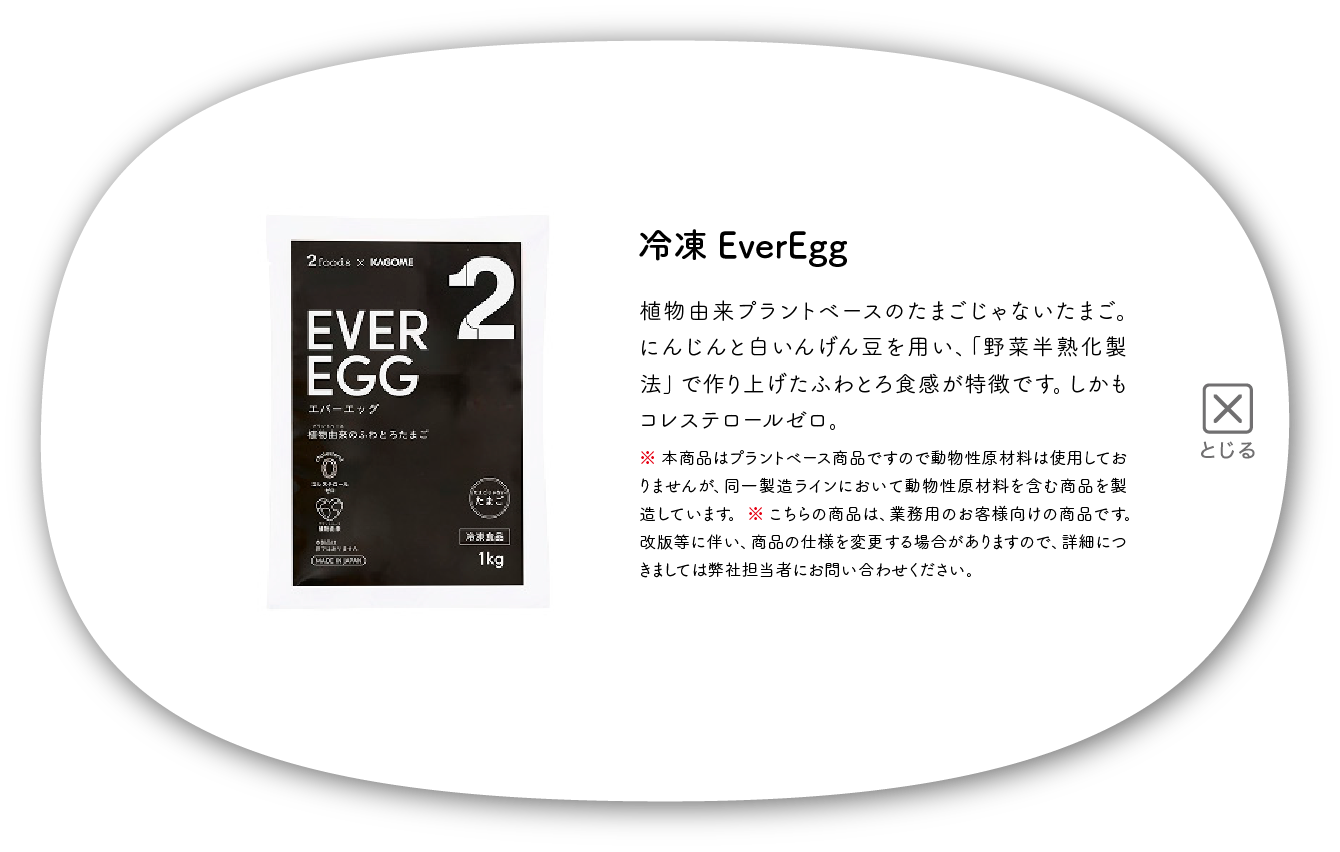 2foods × KAGOME
2
EVER
EGG
エバーエッグ
植物由来のふわとろたまご
コレステロール
ゼロ
たまご
冷凍食品
MADE IN JAPAN
1kg
冷凍 EverEgg
植物由来プラントベースのたまごじゃないたまご。
にんじんと白いんげん豆を用い、「野菜半熟化製
法」で作り上げたふわとろ食感が特徴です。しかも
コレステロールゼロ。
※ 本商品はプラントベース商品ですので動物性原材料は使用してお
りませんが、同一製造ラインにおいて動物性原材料を含む商品を製
造しています。 ※ こちらの商品は、業務用のお客様向けの商品です。
改版等に伴い、商品の仕様を変更する場合がありますので、詳細につ
きましては弊社担当者にお問い合わせください。
とじる